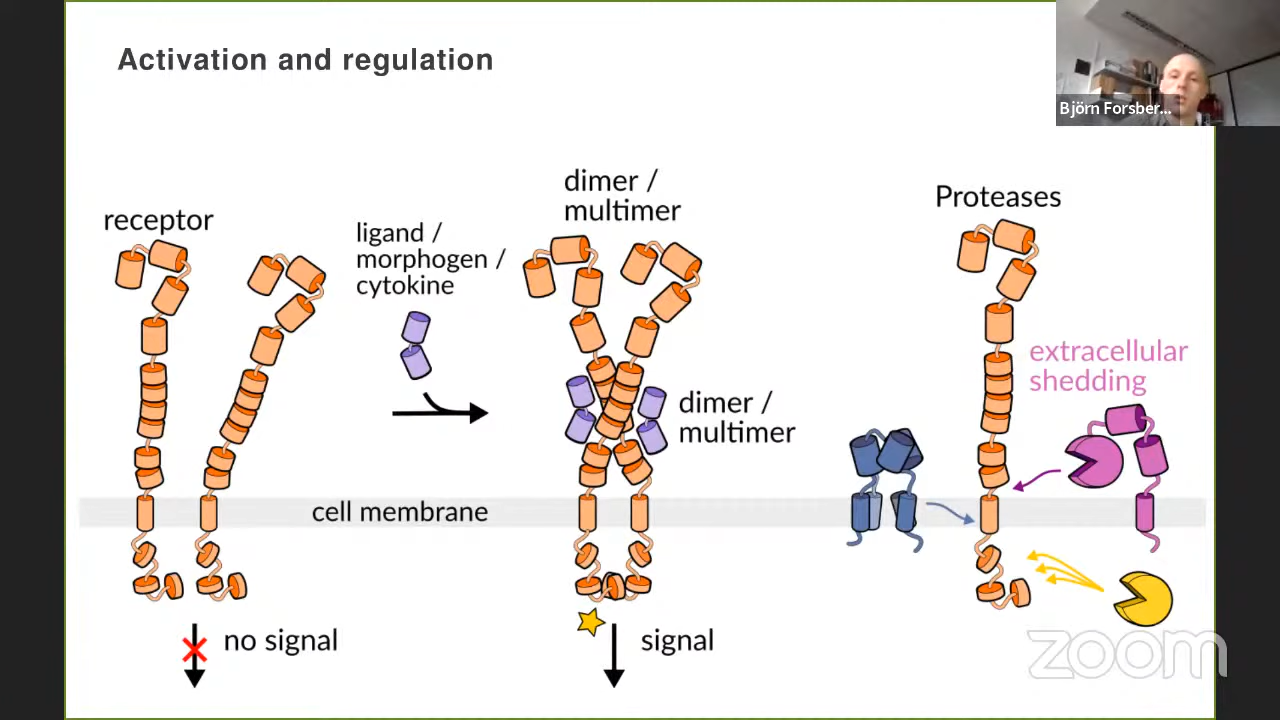 Activation and regulation
Björn Forsber...
receptor
ligand /
morphogen /
cytokine
dimer /
multimer
dimer /
multimer
Proteases
extracellular
shedding
cell membrane
no signal
signal
zoom